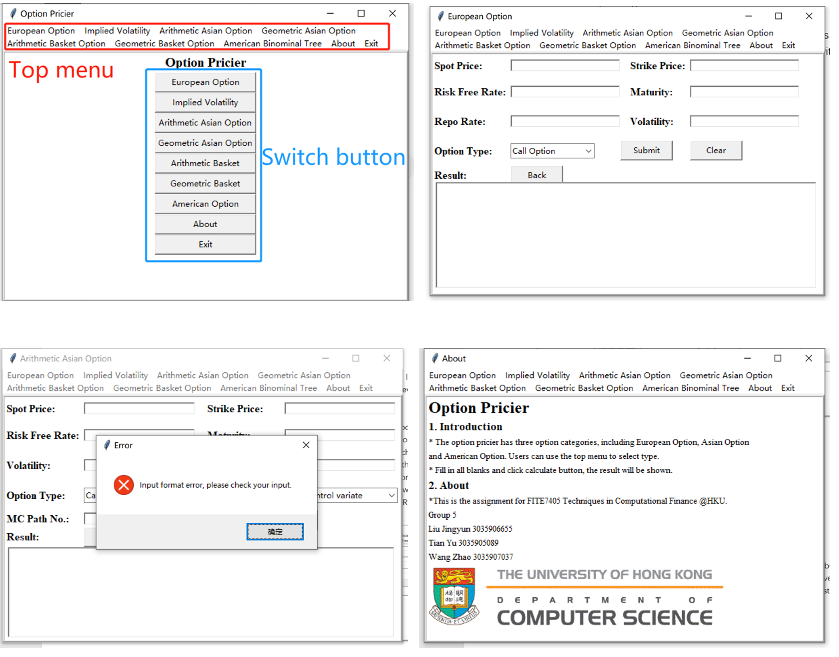 Option Pricier
European Option Implied Volatility Arithmetic Asian Option Geometric Asian Option
Arithmetic Basket Option Geometric Basket Option American Binominal Tree About Exit
Top menu
Option Pricier
European Option
Implied Volatility
Arithmetic Asian Option
Geometric Asian Option
Arithmetic Basket
Geometric Basket
American Option
About
Exit
Switch button
European Option
European Option Implied Volatility Arithmetic Asian Option Geometric Asian Option
Arithmetic Basket Option Geometric Basket Option American Binominal Tree About Exit
Spot Price: Strike Price:
Risk Free Rate: Maturity:
Repo Rate: Volatility:
Option Type: Call Option Submit Clear
Result: Back
Arithmetic Asian Option
European Option Implied Volatility Arithmetic Asian Option Geometric Asian Option
Arithmetic Basket Option Geometric Basket Option American Binominal Tree About Exit
Spot Price: Strike Price:
Risk Free Rate:
Volatility:
Option Type:
MC Path No.:
Result:
Error
Input format error, please check your input.
确定
About
European Option Implied Volatility Arithmetic Asian Option Geometric Asian Option
Arithmetic Basket Option Geometric Basket Option American Binominal Tree About Exit
Option Pricier
1. Introduction
* The option pricier has three option categories, including European Option, Asian Option
and American Option. Users can use the top menu to select type.
* Fill in all blanks and click calculate button, the result will be shown.
2. About
*This is the assignment for FITE7405 Techniques in Computational Finance @HKU.
Group 5
Liu Jingyun 3035906655
Tian Yu 3035905089
Wang Zhao 3035907037
THE UNIVERSITY OF HONG KONG
DEPARTMENT OF
COMPUTER SCIENCE